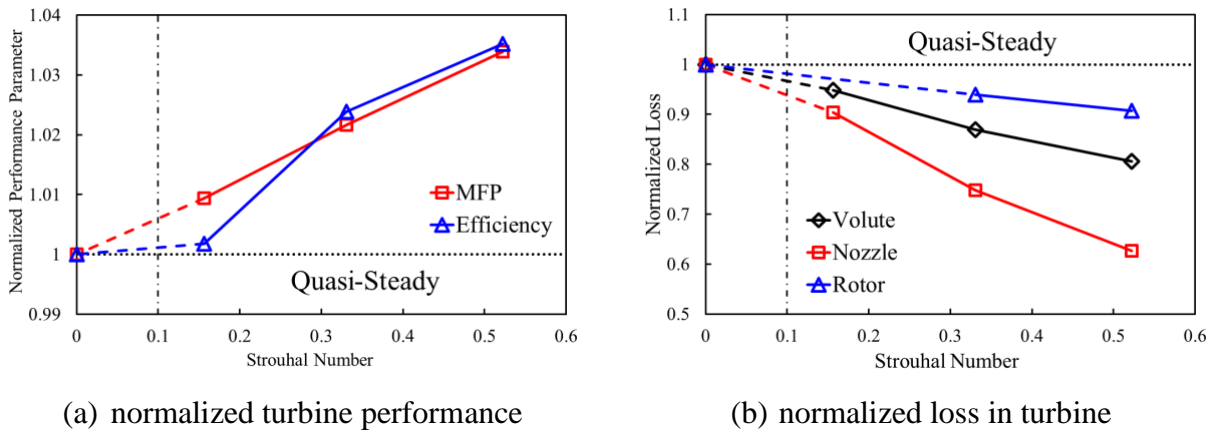 1.04
1.03
1.02
1.01
1
0.99
Normalized Performance Parameter
MFP
Efficiency
Quasi-Steady
0 0.1 0.2 0.3 0.4 0.5 0.6
Strouhal Number
(a) normalized turbine performance
Quasi-Steady
1
0.9
0.8
0.7
0.6
0.5
Normalized Loss
Volute
Nozzle
Rotor
0 0.1 0.2 0.3 0.4 0.5 0.6
Strouhal Number
(b) normalized loss in turbine